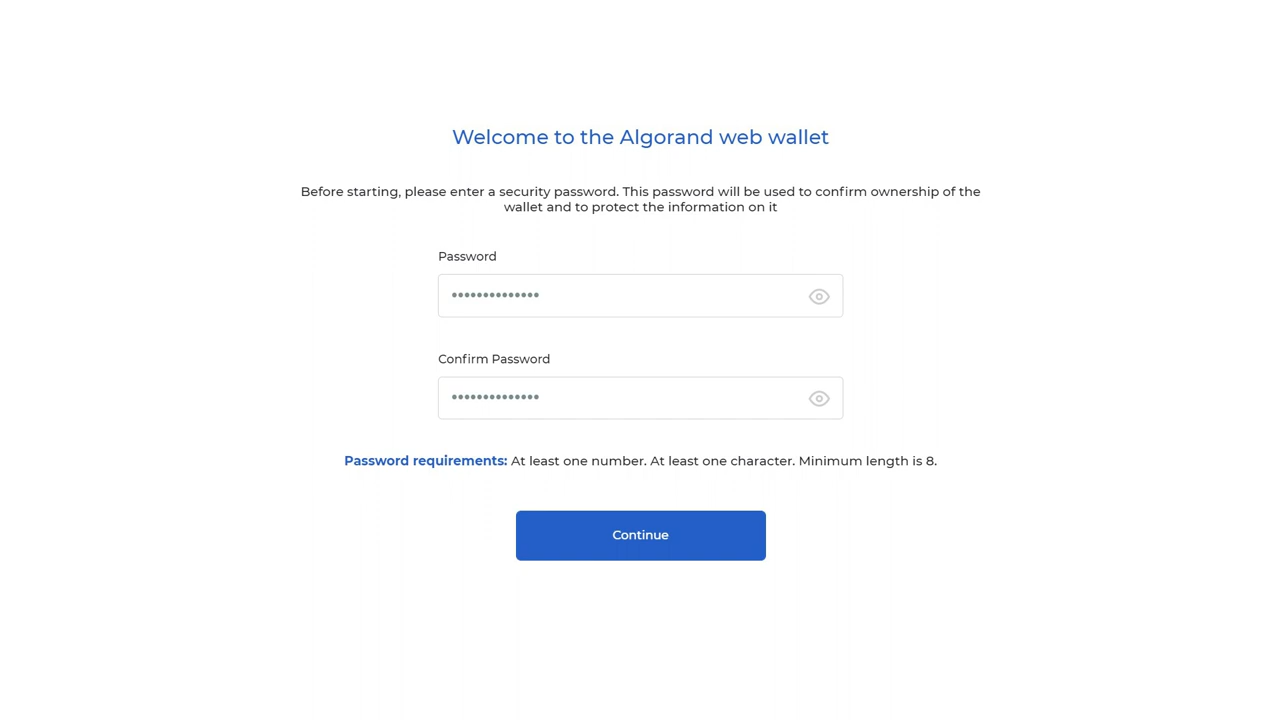 Welcome to the Algorand web wallet
Before starting, please enter a security password. This password will be used to confirm ownership of the
wallet and to protect the information on it
Password
••••••••••••••
Confirm Password
••••••••••••••
Password requirements: At least one number. At least one character. Minimum length is 8.
Continue